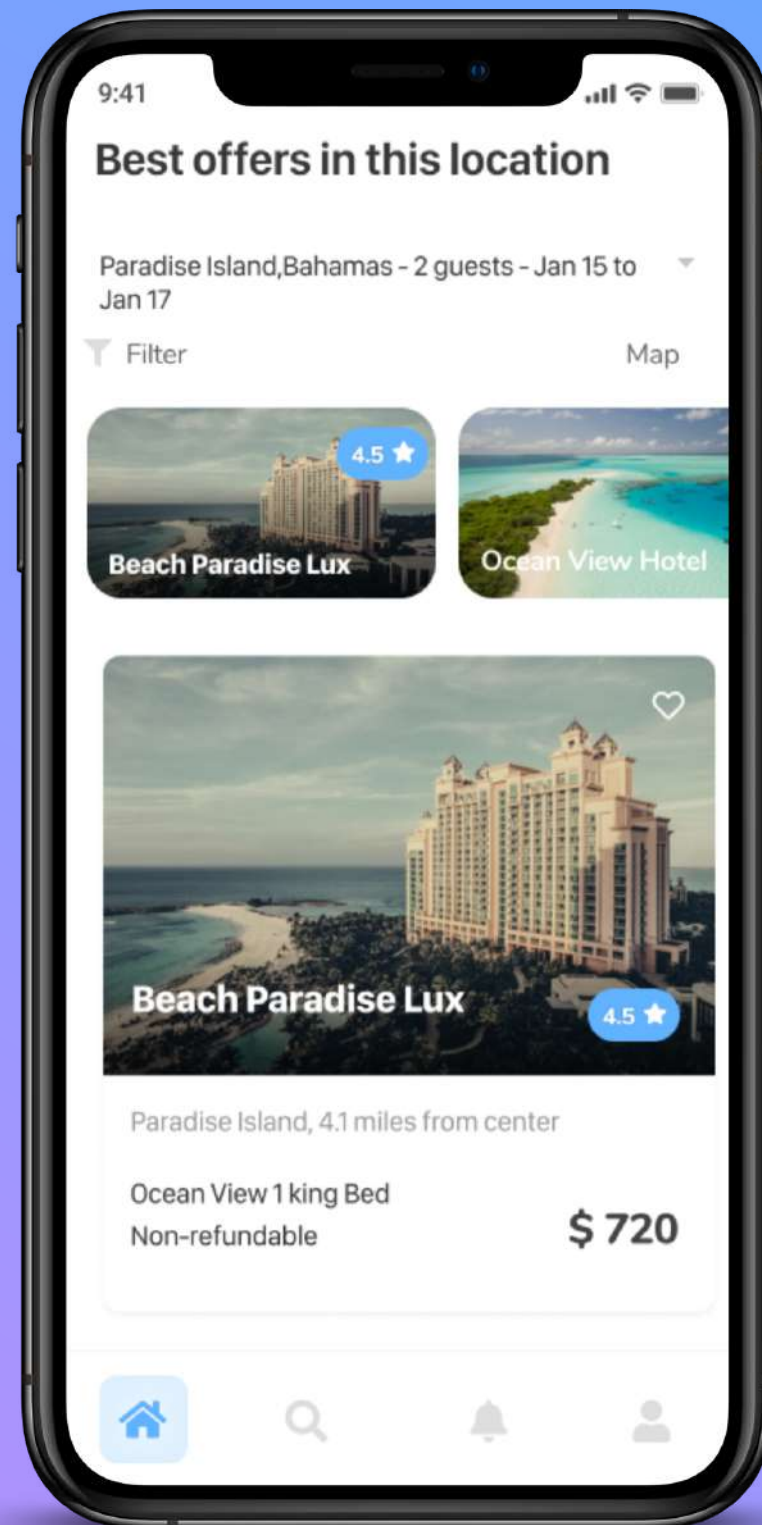 9:41
Best offers in this location
Paradise Island,Bahamas - 2 guests - Jan 15 to
Jan 17
Filter
Map
4.5
Beach Paradise Lux
Ocean View Hotel
Beach Paradise Lux
4.5
Paradise Island, 4.1 miles from center
Ocean View 1 king Bed
Non-refundable
$ 720